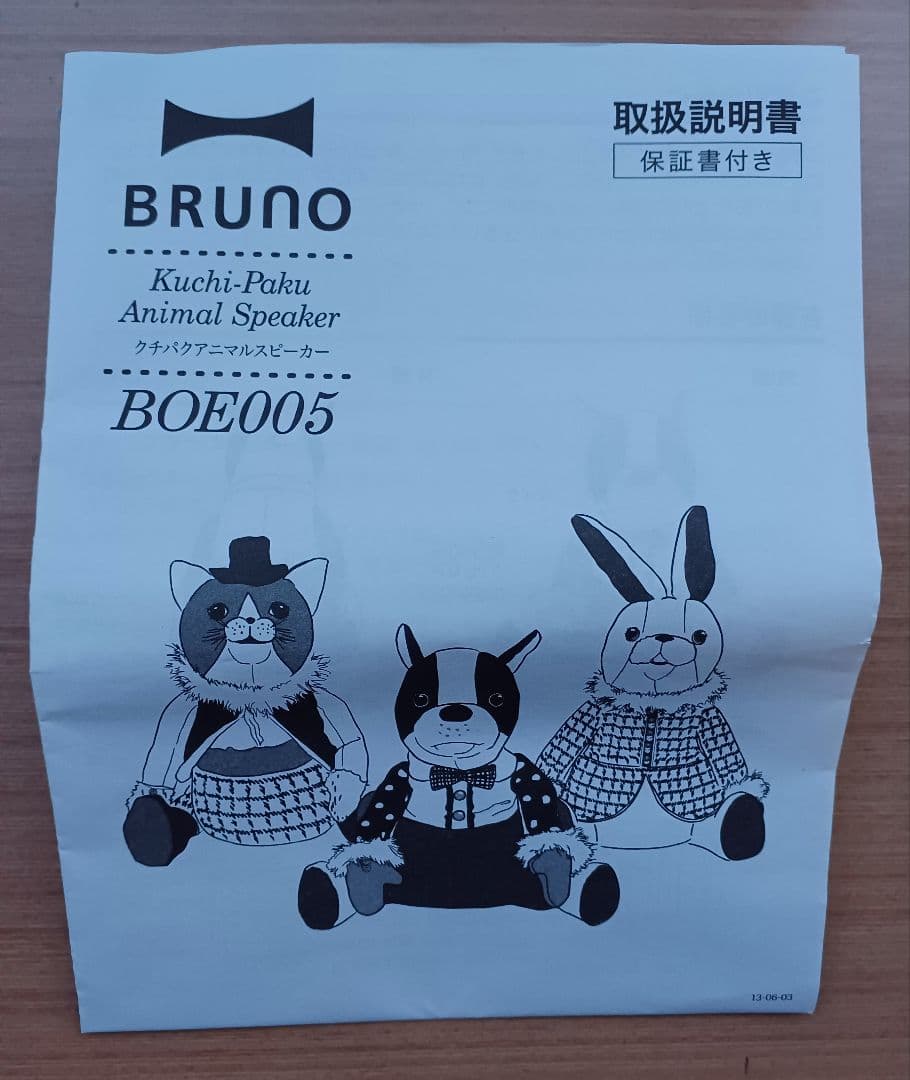 BRUNO
Kuchi-Paku
Animal Speaker
クチパクアニマルスピーカー
BOE005
取扱説明書
保証書付き
13-06-03